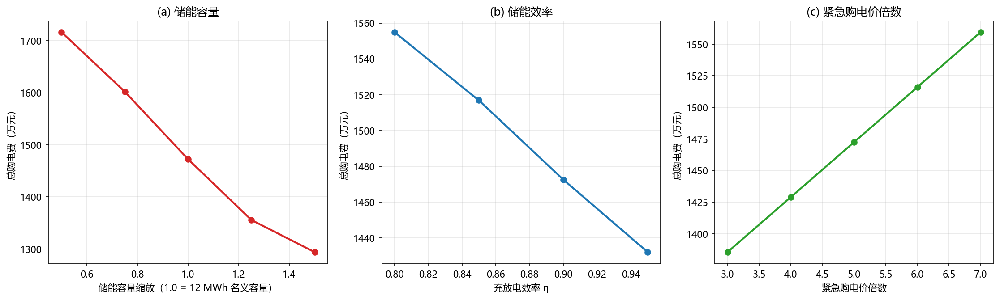 (a) 储能容量
1700
1600
1500
1400
1300
总购电费（万元）
0.6 0.8 1.0 1.2 1.4
储能容量缩放（1.0 = 12 MWh 名义容量）
(b) 储能效率
1560
1540
1520
1500
1480
1460
1440
总购电费（万元）
0.80 0.82 0.84 0.86 0.88 0.90 0.92 0.94
充放电效率 η
(c) 紧急购电价倍数
1550
1525
1500
1475
1450
1425
1400
总购电费（万元）
3.0 3.5 4.0 4.5 5.0 5.5 6.0 6.5 7.0
紧急购电价倍数